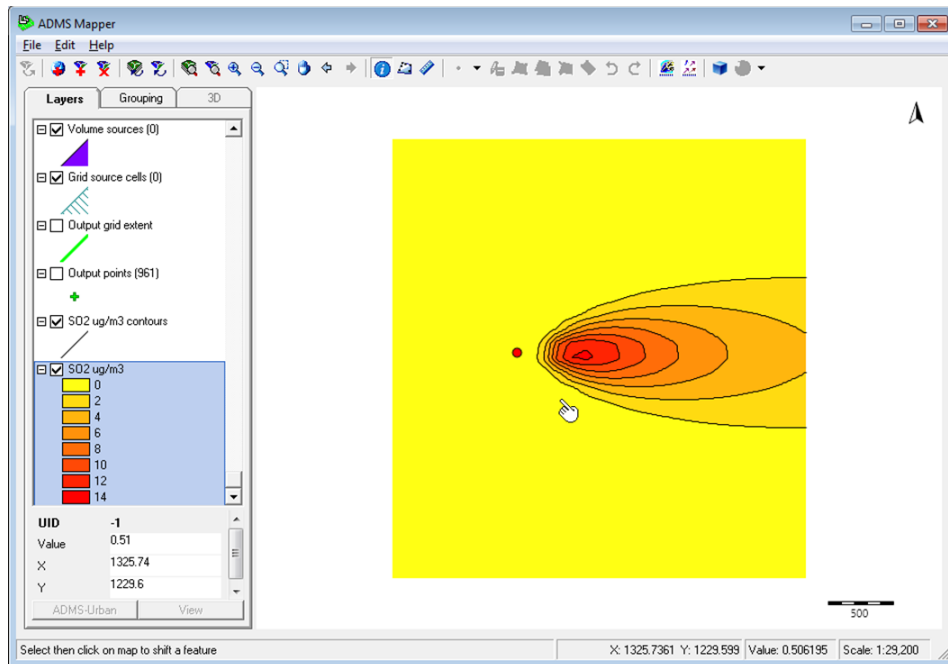 ADMS Mapper
File Edit Help
Layers Grouping 3D
Volume sources (0)
Grid source cells (0)
Output grid extent
Output points (961)
SO2 ug/m3 contours
SO2 ug/m3
0
2
4
6
8
10
12
14
UID -1
Value 0.51
X 1325.74
Y 1229.6
ADMS-Urban View
500
Select then click on map to shift a feature X: 1325.7361 Y: 1229.599 Value: 0.506195 Scale: 1:29,200